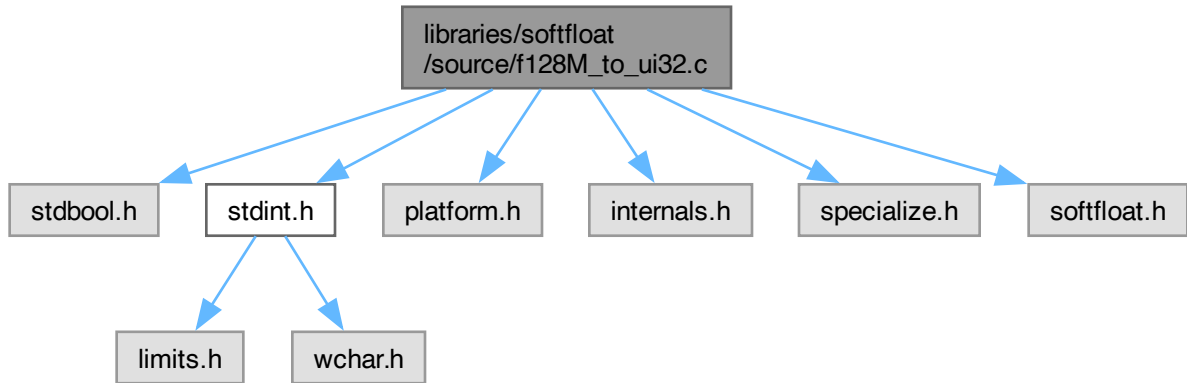 libraries/softfloat
/source/f128M_to_ui32.c
stdbool.h
stdint.h
platform.h
internals.h
specialize.h
softfloat.h
limits.h
wchar.h